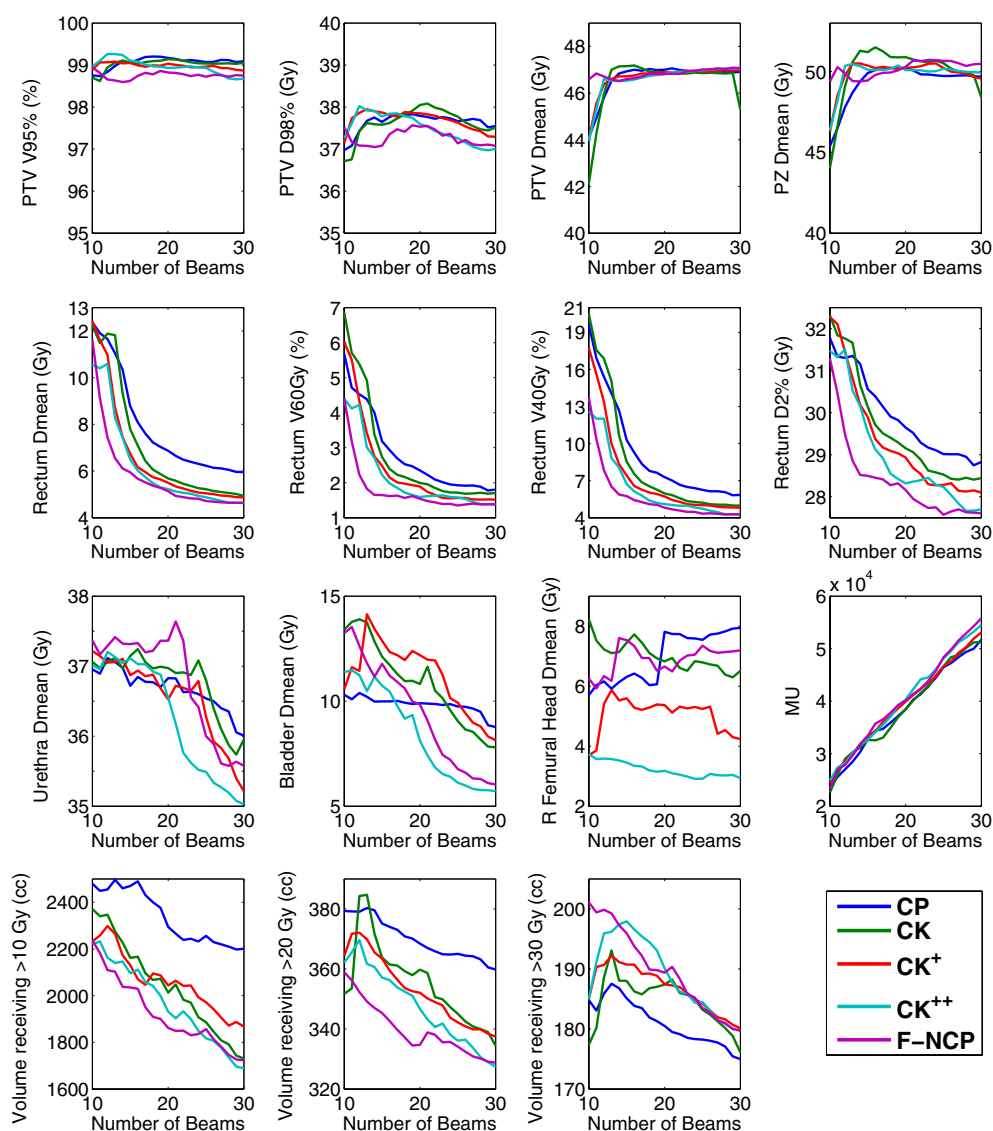 PTV V95% (%)
100
99
98
97
96
95
10 20 30
Number of Beams
PTV D98% (Gy)
40
39
38
37
36
35
10 20 30
Number of Beams
PTV Dmean (Gy)
48
46
44
42
40
10 20 30
Number of Beams
PZ Dmean (Gy)
50
40
10 20 30
Number of Beams
Rectum Dmean (Gy)
13
12
10
8
6
4
10 20 30
Number of Beams
Rectum V60Gy (%)
7
6
5
4
3
2
1
10 20 30
Number of Beams
Rectum V40Gy (%)
21
19
16
13
10
7
4
10 20 30
Number of Beams
Rectum D2% (Gy)
32
31
30
29
28
10 20 30
Number of Beams
Urethra Dmean (Gy)
38
37
36
35
10 20 30
Number of Beams
Bladder Dmean (Gy)
15
10
5
10 20 30
Number of Beams
R Femural Head Dmean (Gy)
8
6
4
2
10 20 30
Number of Beams
MU
x 10⁴
6
5
4
3
2
10 20 30
Number of Beams
Volume receiving >10 Gy (cc)
2400
2200
2000
1800
1600
10 20 30
Number of Beams
Volume receiving >20 Gy (cc)
380
360
340
320
10 20 30
Number of Beams
Volume receiving >30 Gy (cc)
200
190
180
170
10 20 30
Number of Beams
CP
CK
CK⁺
CK⁺⁺
F−NCP